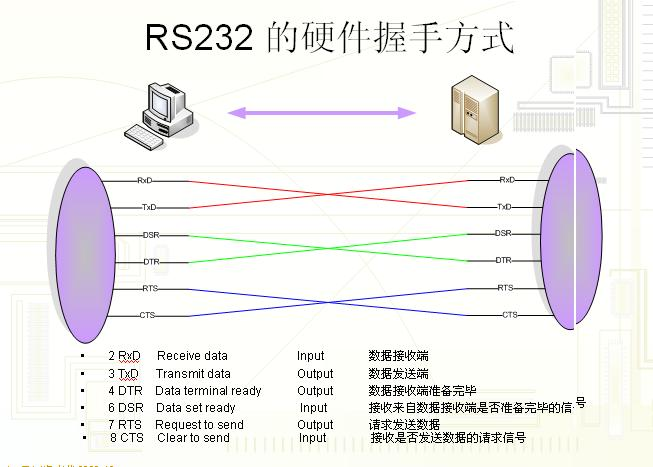 RS232 的硬件握手方式
RxD RxD
TxD TxD
DSR DSR
DTR DTR
RTS RTS
CTS CTS
▪ 2 RxD Receive data Input 数据接收端
▪ 3 TxD Transmit data Output 数据发送端
▪ 4 DTR Data terminal ready Output 数据接收端准备完毕
▪ 6 DSR Data set ready Input 接收来自数据接收端是否准备完毕的信号
▪ 7 RTS Request to send Output 请求发送数据
▪ 8 CTS Clear to send Input 接收是否发送数据的请求信号